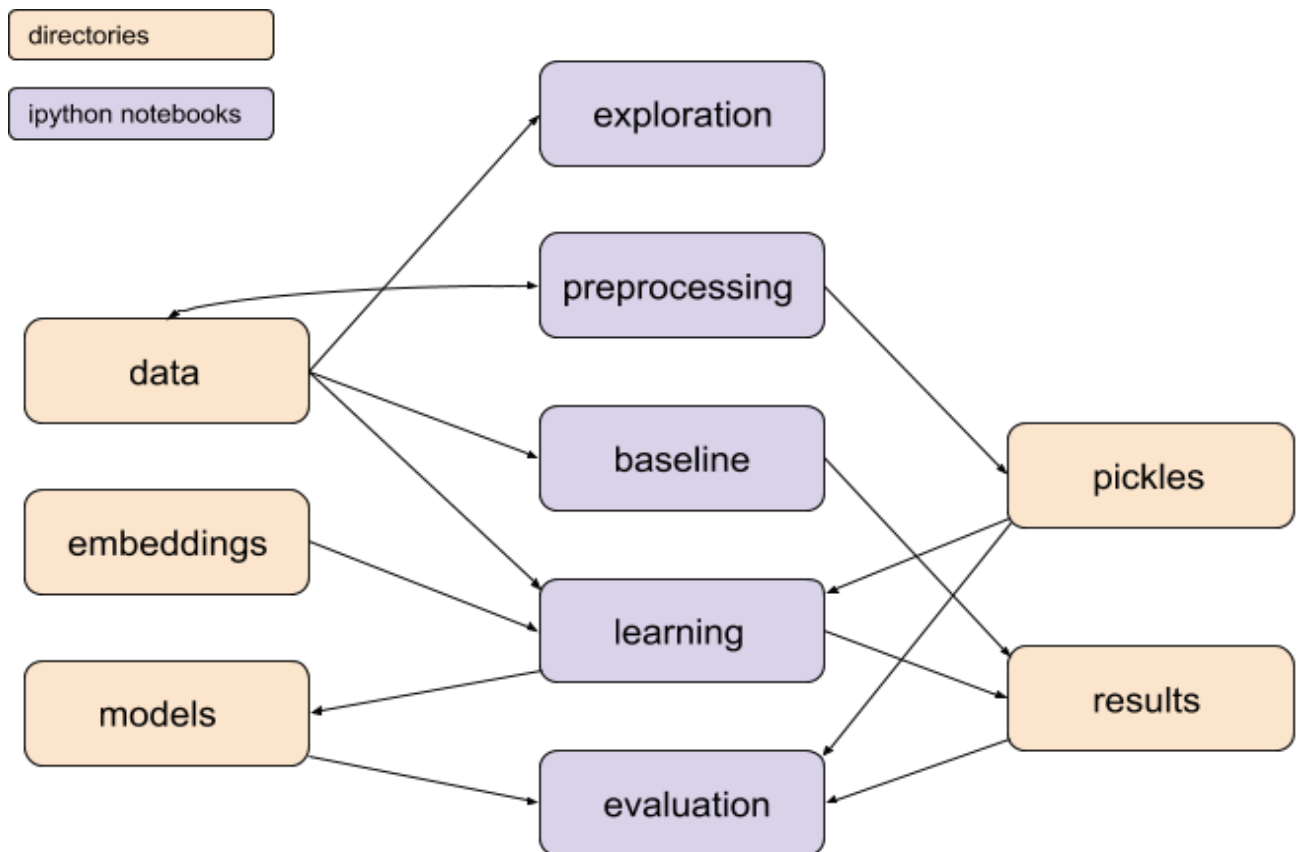 directories
ipython notebooks
exploration
preprocessing
data
baseline
pickles
embeddings
learning
models
results
evaluation